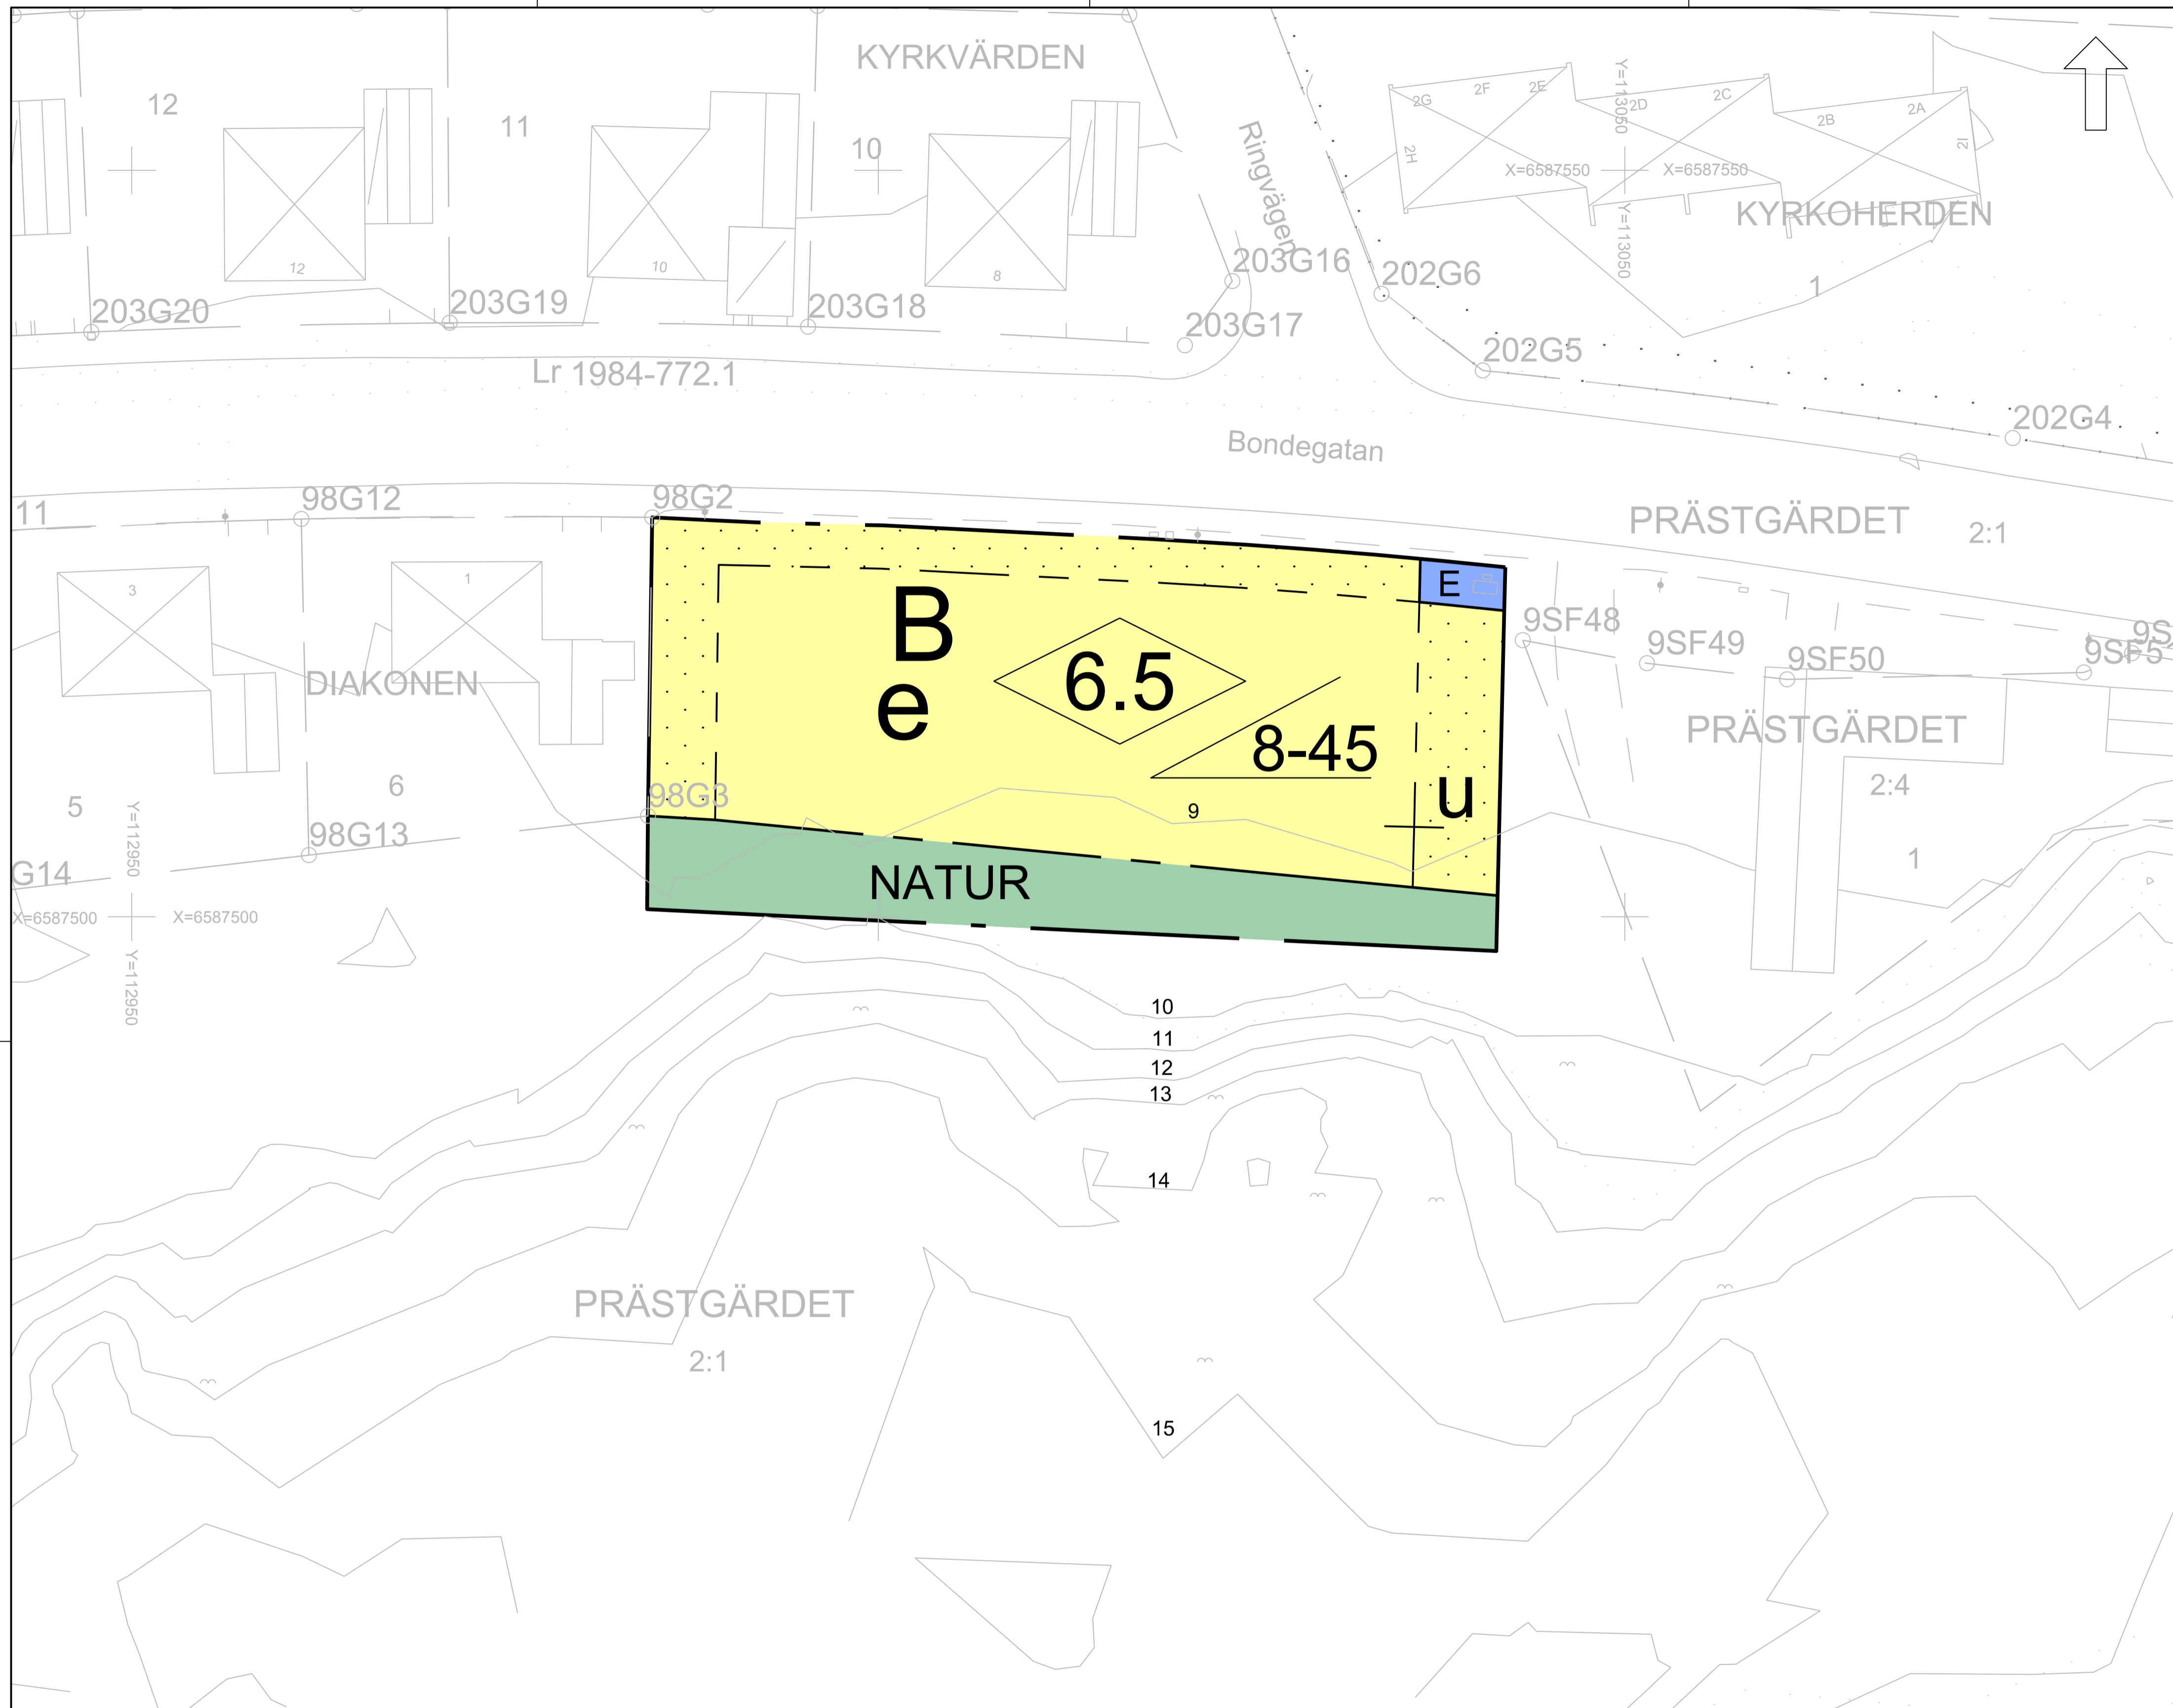 KYRKVÄRDEN
12
11
10
Ringvägen
2G
2F
2E
Y=113050
2D
2C
2B
2A
2I
2H
X=6587550
X=6587550
Y=113050
KYRKOHERDEN
1
12
10
8
203G20
203G19
203G18
203G16
203G17
202G6
202G5
202G4
Lr 1984-772.1
Bondegatan
11
98G12
98G2
PRÄSTGÄRDET
2:1
3
1
B
e
6.5
8-45
E
u
9SF48
9SF49
9SF50
9SF5
9S
DIAKONEN
PRÄSTGÄRDET
2:4
1
5
6
Y=112950
98G3
98G13
G14
9
NATUR
X=6587500
X=6587500
Y=112950
10
11
12
13
14
PRÄSTGÄRDET
2:1
15